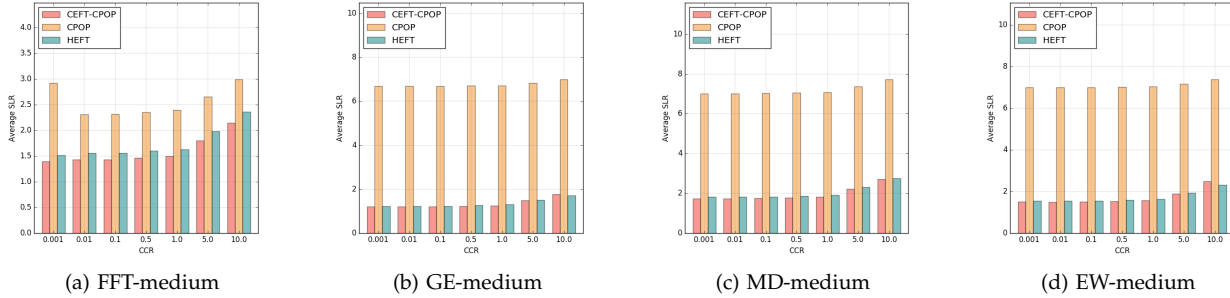 CEFT-CPOP
CPOP
HEFT
Average SLR
4.0
3.5
3.0
2.5
2.0
1.5
1.0
0.5
0.0
0.001 0.01 0.1 0.5 1.0 5.0 10.0
CCR
(a) FFT-medium
CEFT-CPOP
CPOP
HEFT
Average SLR
10
8
6
4
2
0
0.001 0.01 0.1 0.5 1.0 5.0 10.0
CCR
(b) GE-medium
CEFT-CPOP
CPOP
HEFT
Average SLR
10
8
6
4
2
0
0.001 0.01 0.1 0.5 1.0 5.0 10.0
CCR
(c) MD-medium
CEFT-CPOP
CPOP
HEFT
Average SLR
10
8
6
4
2
0
0.001 0.01 0.1 0.5 1.0 5.0 10.0
CCR
(d) EW-medium